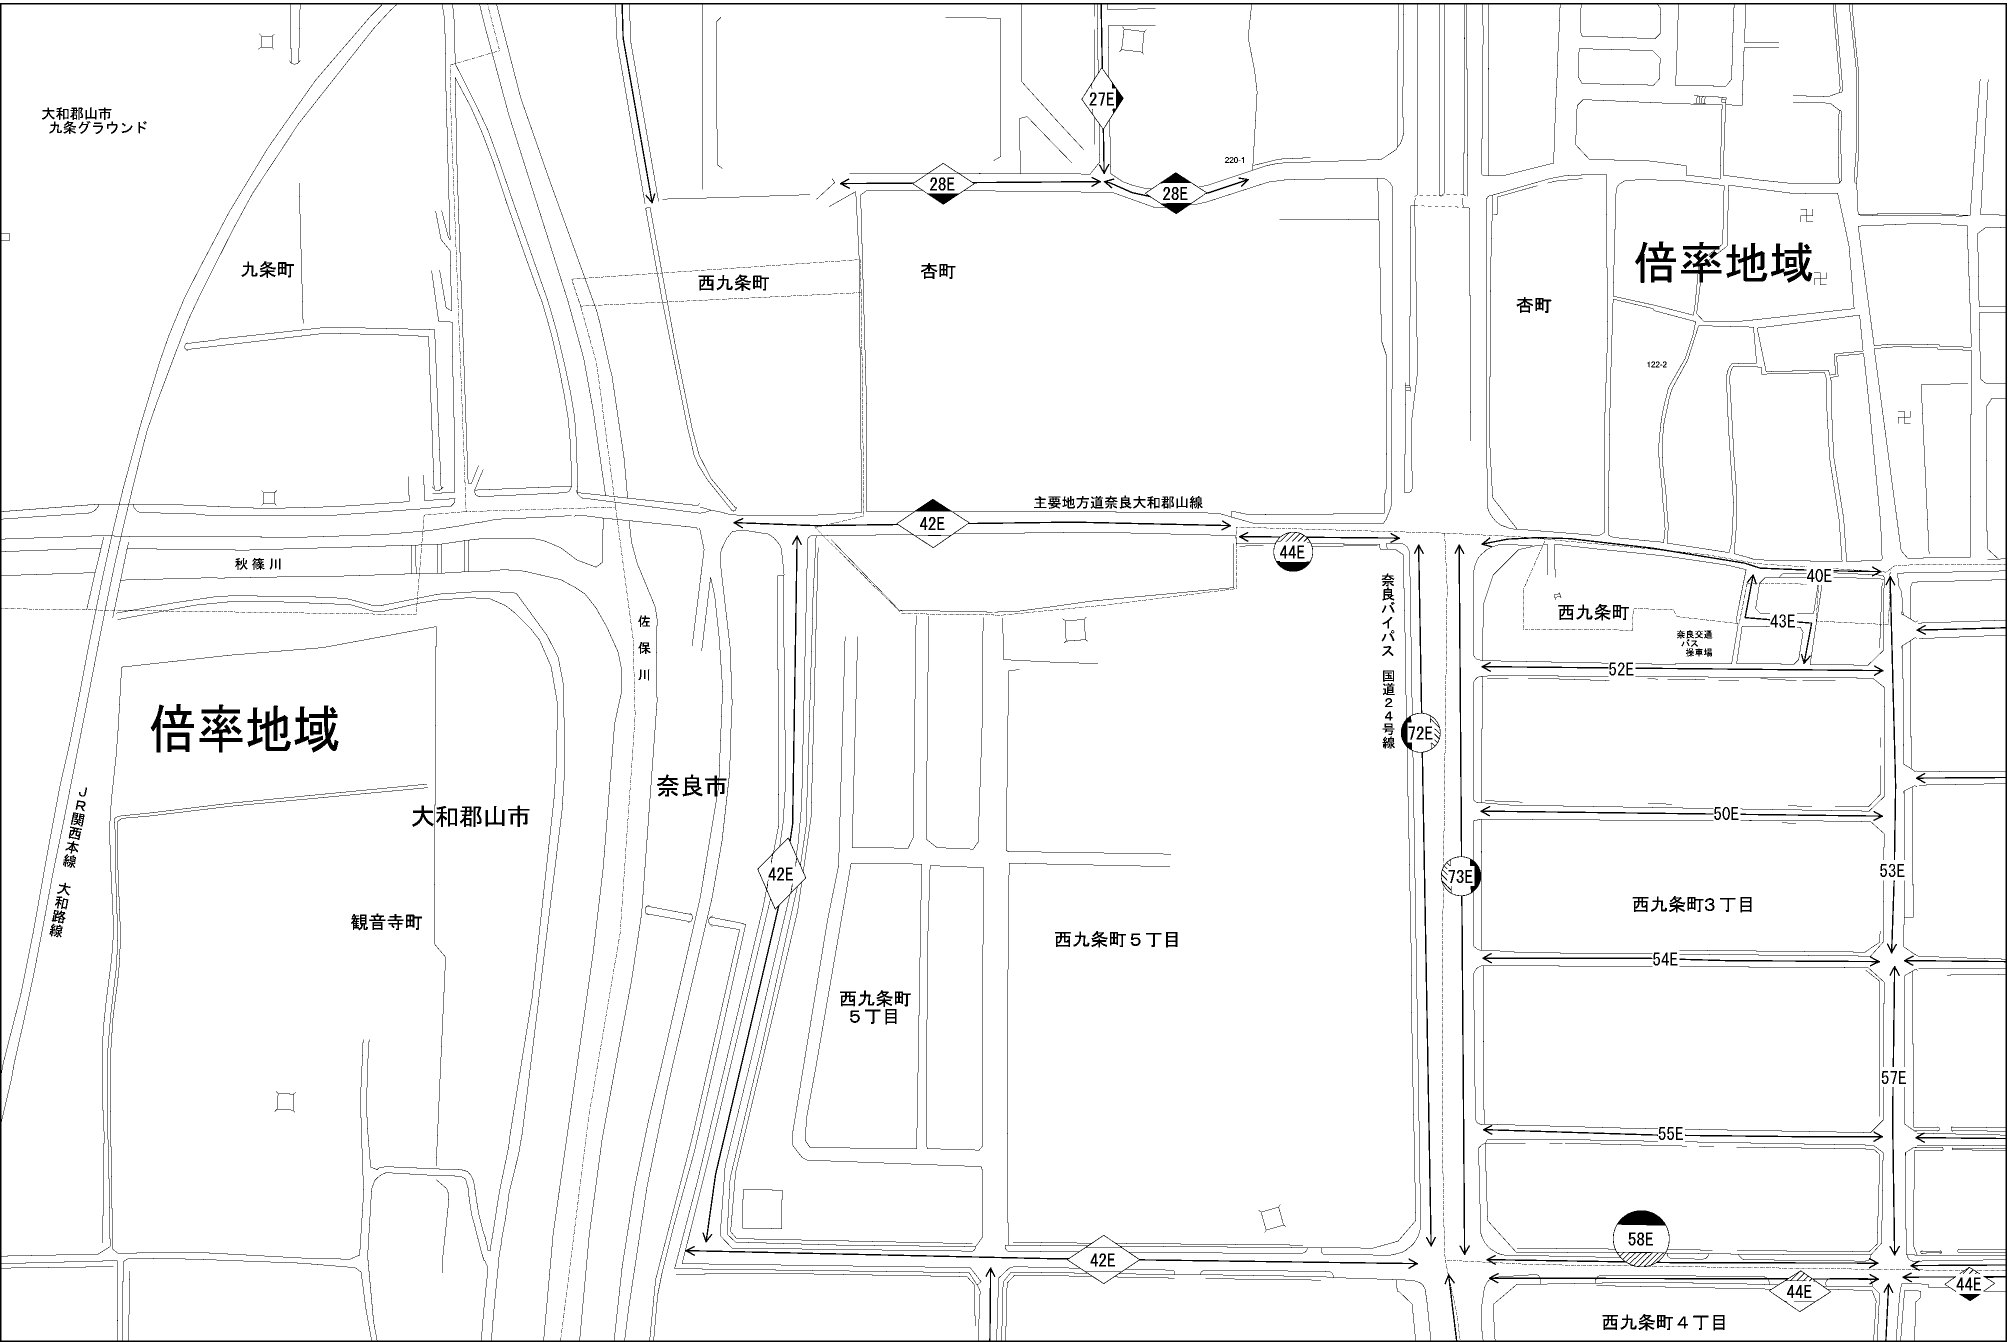 27E
大和郡山市
九条グラウンド
220-1
28E
28E
倍率地域
九条町
西九条町
杏町
杏町
122-2
主要地方道奈良大和郡山線
42E
44E
秋篠川
40E
西九条町
43E
奈良交通
バス
操車場
佐保川
奈良バイパス 国道24号線
52E
倍率地域
72E
奈良市
大和郡山市
50E
JR関西本線 大和路線
42E
73E
53E
西九条町3丁目
観音寺町
西九条町5丁目
54E
西九条町
5丁目
57E
55E
58E
42E
44E
44E
西九条町4丁目